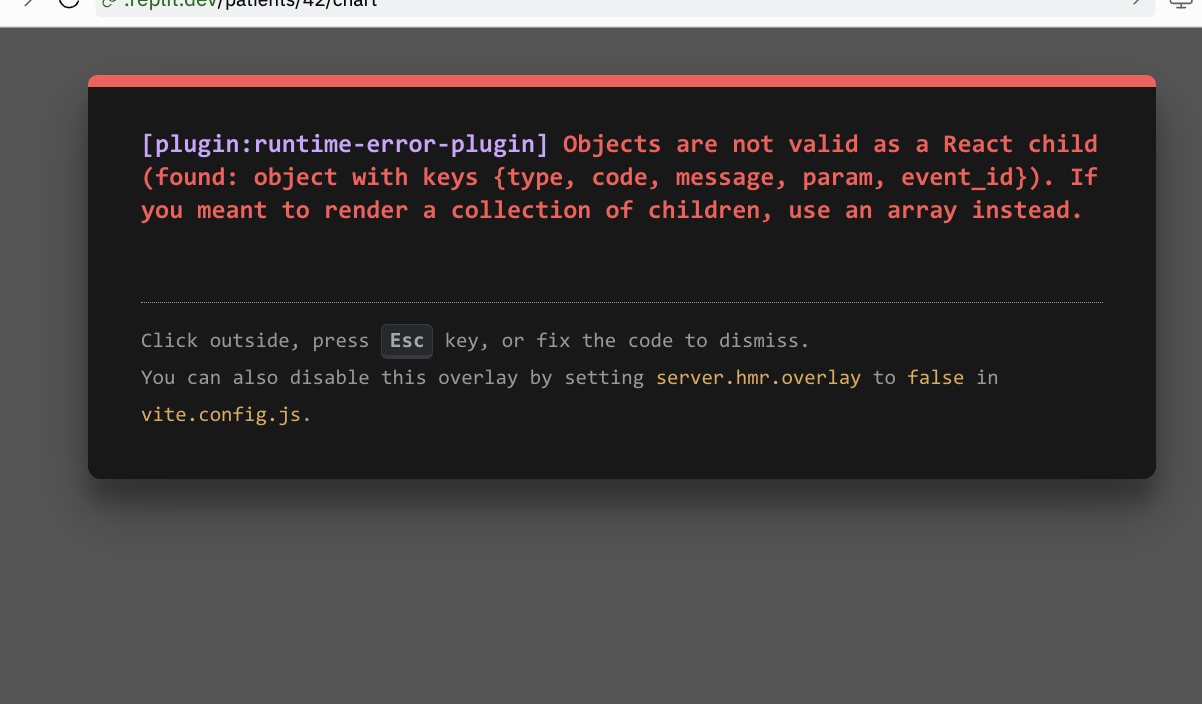 .replit.dev/patients/42/chart
[plugin:runtime-error-plugin] Objects are not valid as a React child
(found: object with keys {type, code, message, param, event_id}). If
you meant to render a collection of children, use an array instead.
Click outside, press Esc key, or fix the code to dismiss.
You can also disable this overlay by setting server.hmr.overlay to false in
vite.config.js.